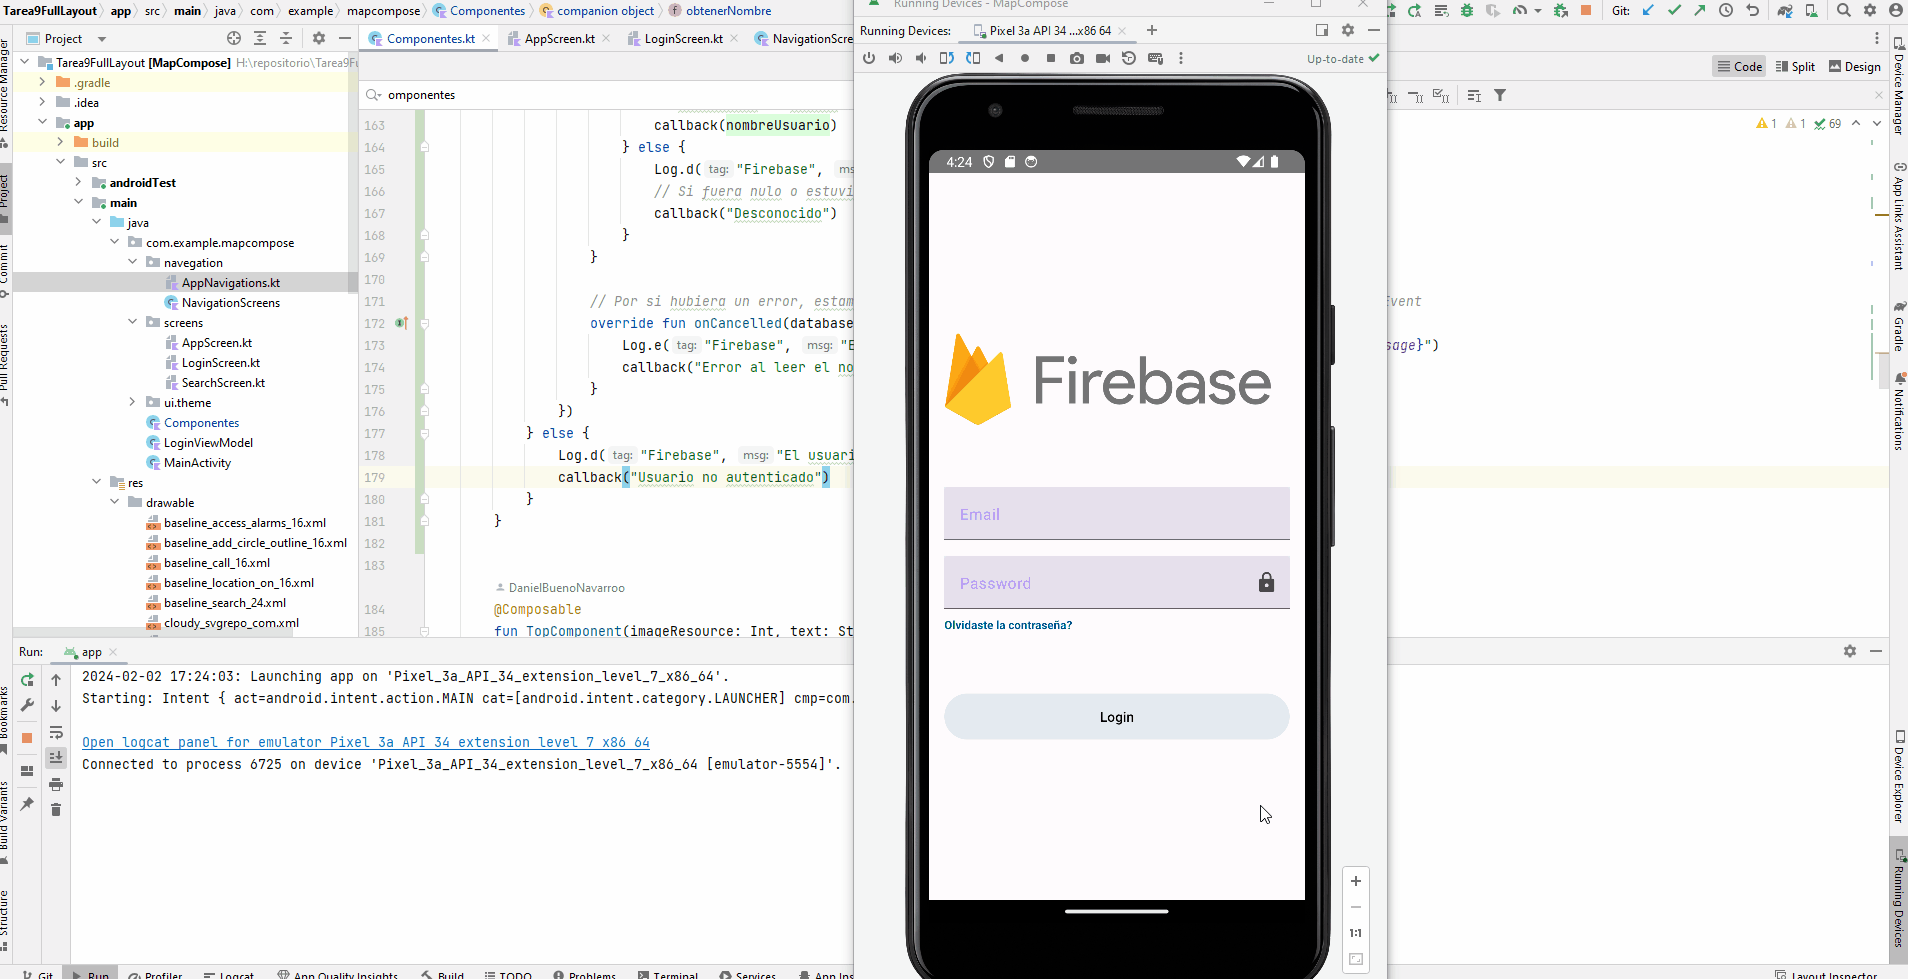 Tarea9FullLayout app src main java com example mapcompose Componentes companion object obtenerNombre
Running Devices - MapCompose
Git:
Project
Componentes.kt AppScreen.kt LoginScreen.kt NavigationScre
Running Devices: Pixel 3a API 34 ...x86 64
Up-to-date
Code Split Design
Tarea9FullLayout [MapCompose] H:\repositorio\Tarea9Fu
.gradle
.idea
app
build
src
androidTest
main
java
com.example.mapcompose
navegation
AppNavigations.kt
NavigationScreens
screens
AppScreen.kt
LoginScreen.kt
SearchScreen.kt
ui.theme
Componentes
LoginViewModel
MainActivity
res
drawable
baseline_access_alarms_16.xml
baseline_add_circle_outline_16.xml
baseline_call_16.xml
baseline_location_on_16.xml
baseline_search_24.xml
cloudy_svgrepo_com.xml
omponentes
1 1 69
163 callback(nombreUsuario)
164 } else {
165 Log.d( tag: "Firebase", ms
166 // Si fuera nulo o estuvi
167 callback("Desconocido")
168 }
169 }
170
171 // Por si hubiera un error, estam
Event
172 override fun onCancelled(database
173 Log.e( tag: "Firebase", msg: "E
sage}")
174 callback("Error al leer el no
175 }
176 })
177 } else {
178 Log.d( tag: "Firebase", msg: "El usuari
179 callback("Usuario no autenticado")
180 }
181 }
182
183
DanielBuenoNavarroo
184 @Composable
185 fun TopComponent(imageResource: Int, text: St
4:24
Firebase
Email
Password
Olvidaste la contraseña?
Login
1:1
Run: app
2024-02-02 17:24:03: Launching app on 'Pixel_3a_API_34_extension_level_7_x86_64'.
Starting: Intent { act=android.intent.action.MAIN cat=[android.intent.category.LAUNCHER] cmp=com.
Open logcat panel for emulator Pixel 3a API 34 extension level 7 x86 64
Connected to process 6725 on device 'Pixel_3a_API_34_extension_level_7_x86_64 [emulator-5554]'.
Resource Manager
Project
Commit
Pull Requests
Bookmarks
Build Variants
Structure
Device Manager
App Links Assistant
Gradle
Notifications
Device Explorer
Running Devices
Git Run Profiler Logcat App Quality Insights Build TODO Problems Terminal Services App Ins
Layout Inspector